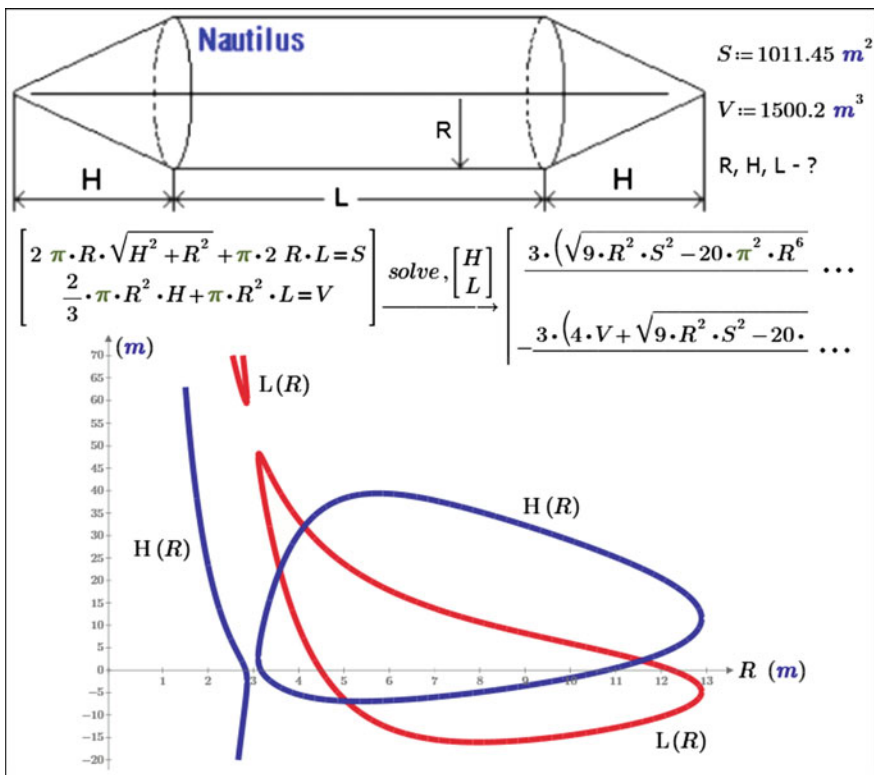 Nautilus
S:=1011.45 m²
V:=1500.2 m³
R, H, L - ?
R
H L H
[2 π·R·√(H²+R²)+π·2 R·L=S
2/3·π·R²·H+π·R²·L=V]
solve, [H
L]
[3·(√(9·R²·S²−20·π²·R⁶ ...
−3·(4·V+√(9·R²·S²−20· ...
(m)
70
65
60
55
50
45
40
35
30
25
20
15
10
5
0
−5
−10
−15
−20
L(R)
H(R)
H(R)
1 2 3 4 5 6 7 8 9 10 11 12 13
R (m)
L(R)